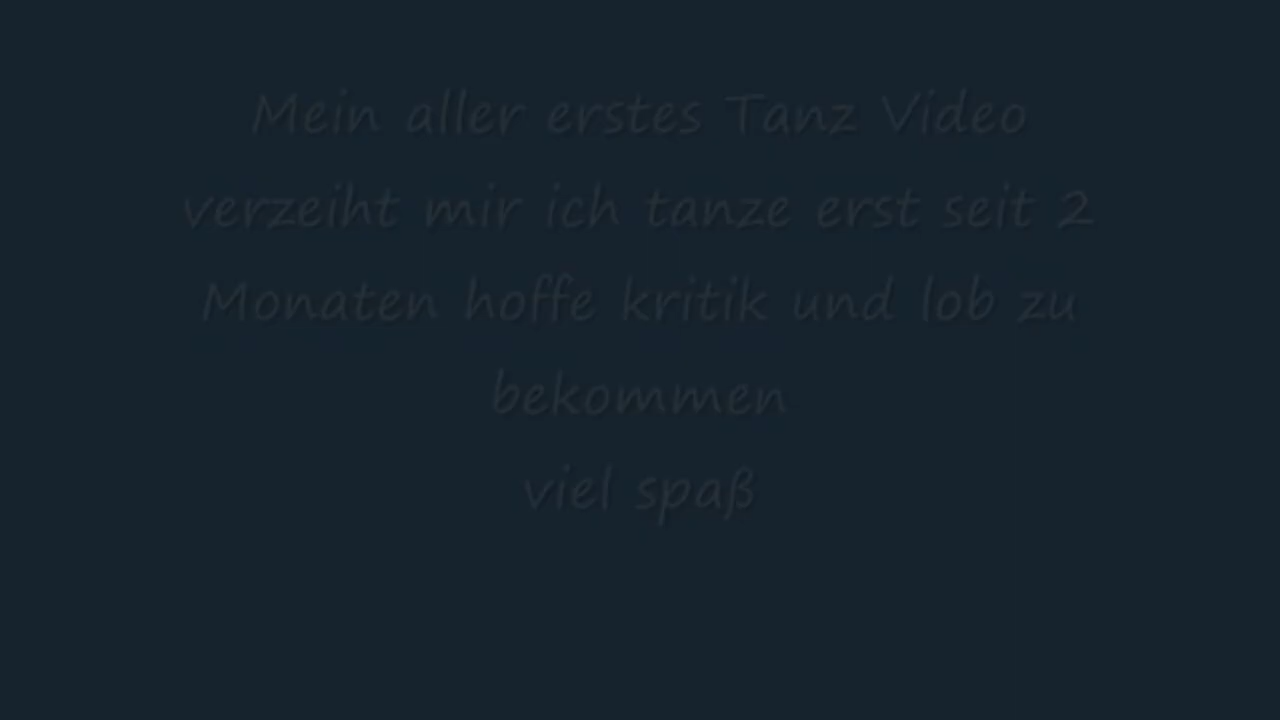 Mein aller erstes Tanz Video
verzeiht mir ich tanze erst seit 2
Monaten hoffe kritik und lob zu
bekommen
viel spaß